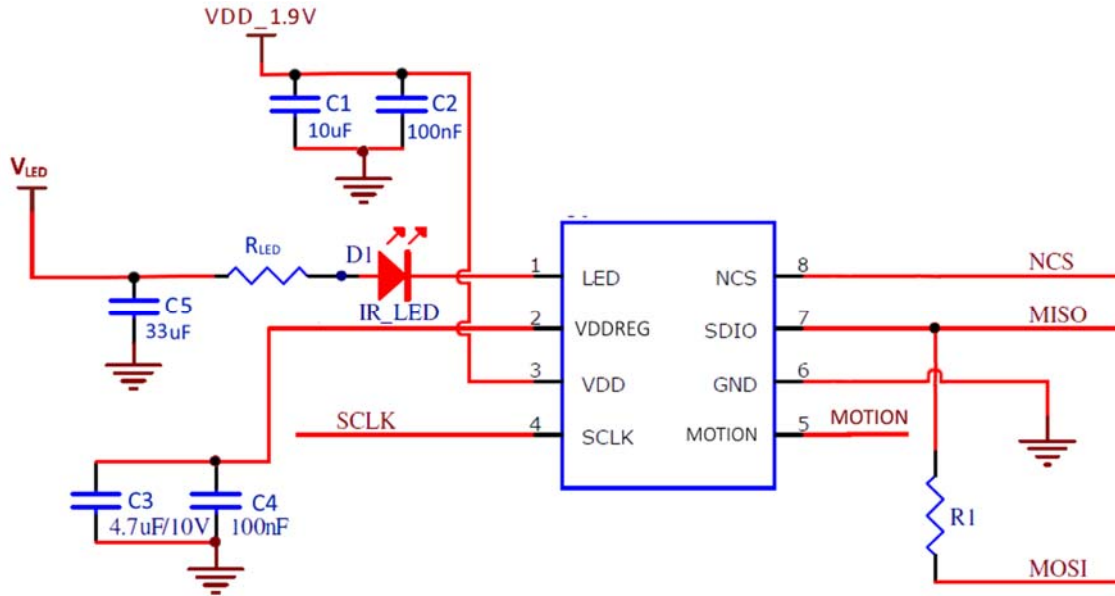 VDD_1.9V
C1
10uF
C2
100nF
VLED
RLED
D1
IR_LED
C5
33uF
1
LED
2
VDDREG
3
VDD
4
SCLK
SCLK
NCS
8
NCS
SDIO
7
MISO
GND
6
MOTION
5
MOTION
C3
4.7uF/10V
C4
100nF
R1
MOSI